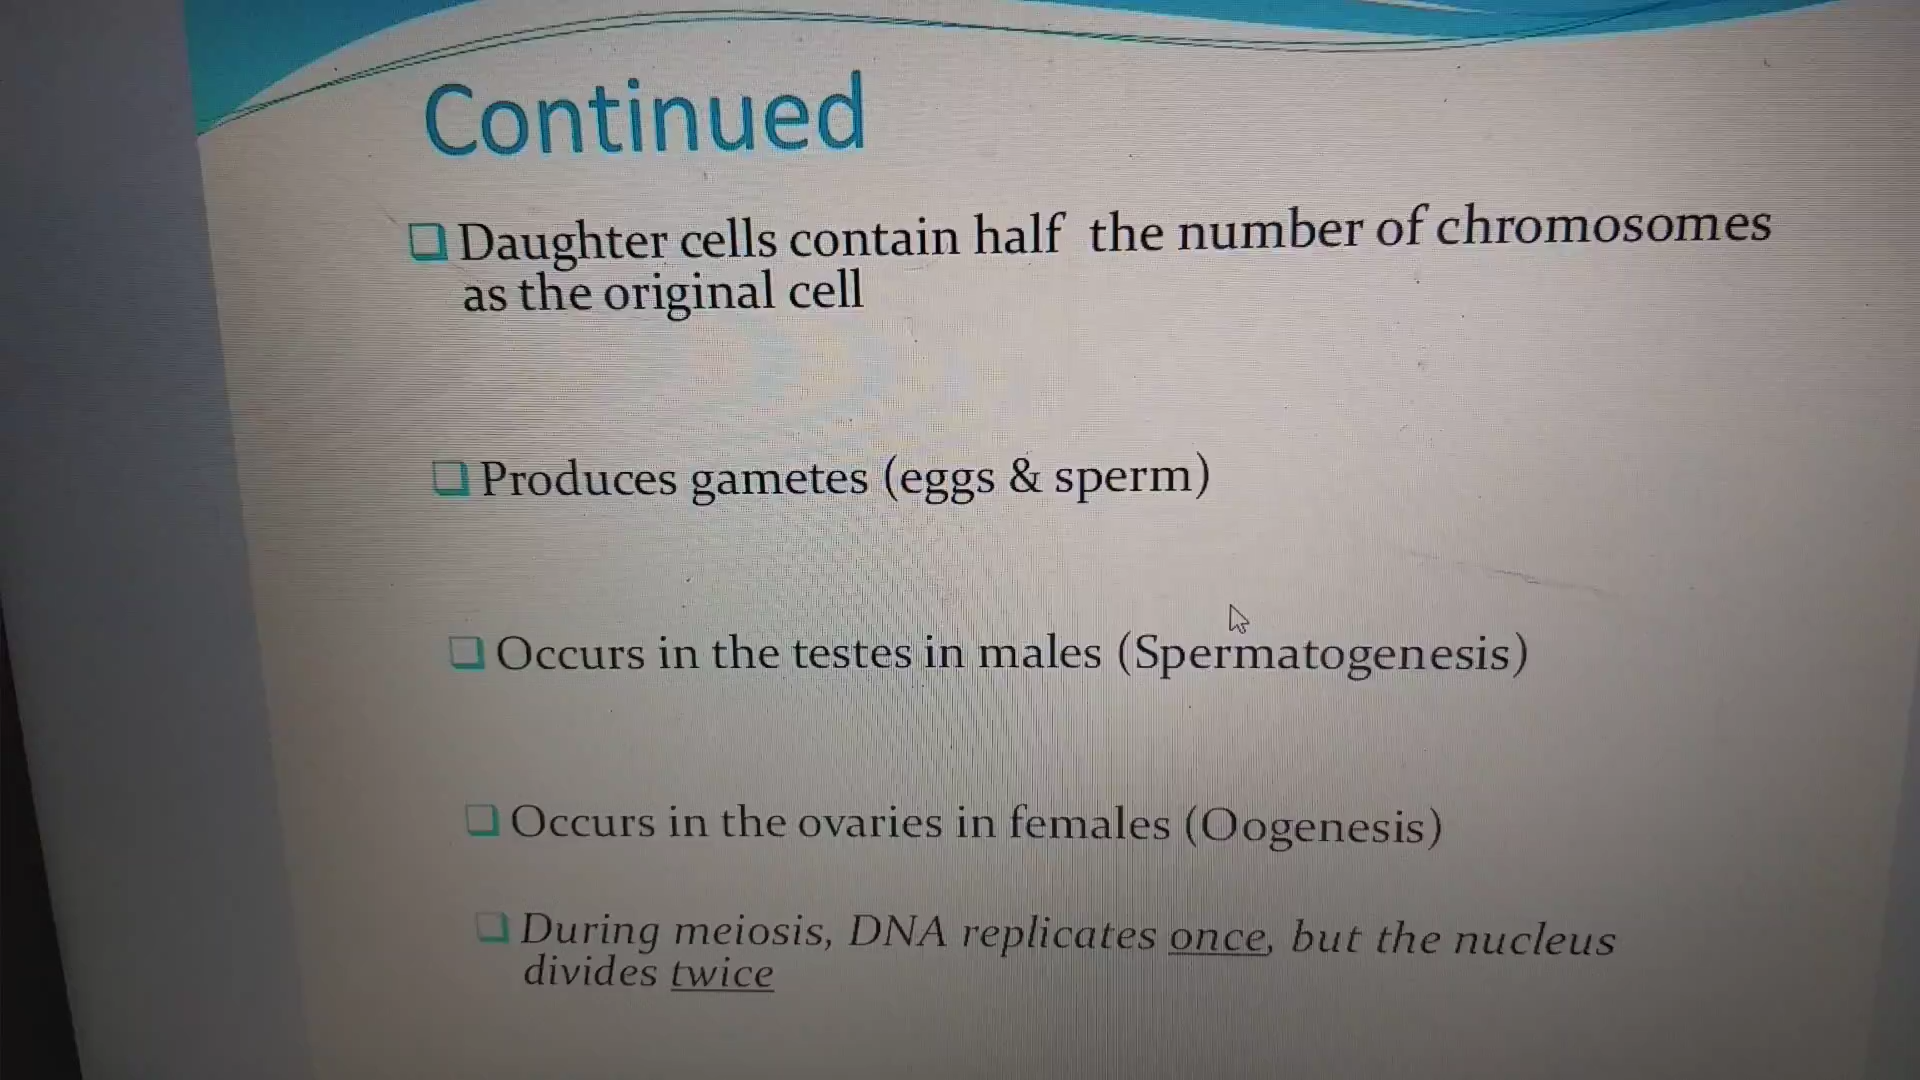 Continued
Daughter cells contain half the number of chromosomes
as the original cell
Produces gametes (eggs & sperm)
Occurs in the testes in males (Spermatogenesis)
Occurs in the ovaries in females (Oogenesis)
During meiosis, DNA replicates once, but the nucleus
divides twice